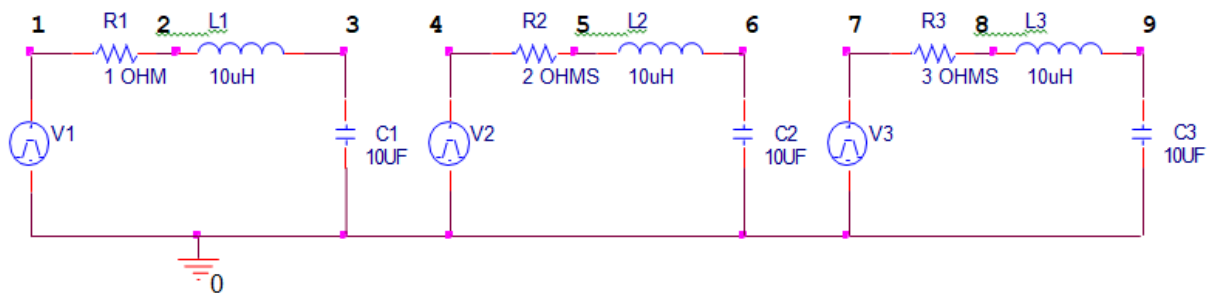 1 R1 2 L1 3 4 R2 5 L2 6 7 R3 8 L3 9
1 OHM 10uH 2 OHMS 10uH 3 OHMS 10uH
V1 C1 V2 C2 V3 C3
10UF 10UF 10UF
0